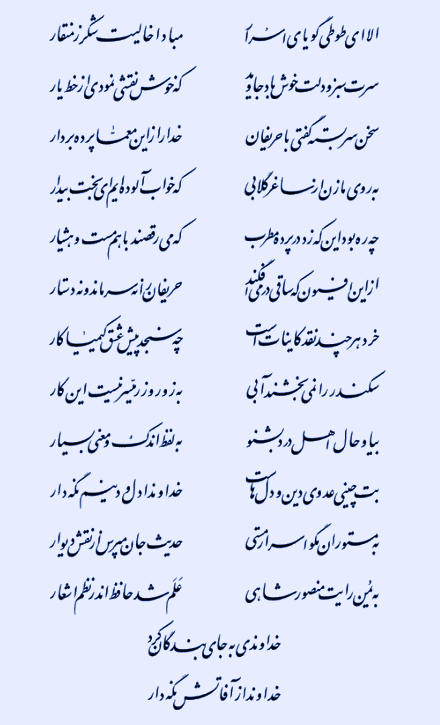 الا ای طوطی گویای اسرار مبادا خالیت شکر ز منقار
سرت سبز و دلت خوش باد جاوید که خوش نقشی نمودی از خط یار
سخن سربسته گفتی با حریفان خدا را زین معما پرده بردار
به روی ما زن از ساغر گلابی که خواب آلوده‌ایم ای بخت بیدار
چه ره بود این که زد در پرده مطرب که می‌رقصند با هم مست و هشیار
از این افیون که ساقی در می افکند حریفان را نه سر ماند و نه دستار
خرد هر چند نقد کاینات است چه سنجد پیش عشق کیمیا کار
سکندر را نمی‌بخشند آبی به زور و زر میسر نیست این کار
بیا و حال اهل درد بشنو به لفظ اندک و معنی بسیار
بت چینی عدوی دین و دل‌هاست خداوندا دل و دینم نگه دار
به مستوران مگو اسرار مستی حدیث جان مپرس از نقش دیوار
به یمن رایت منصور شاهی علم شد حافظ اندر نظم اشعار
خداوندی به جای بندگان کرد
خداوندا ز آفاتش نگه دار